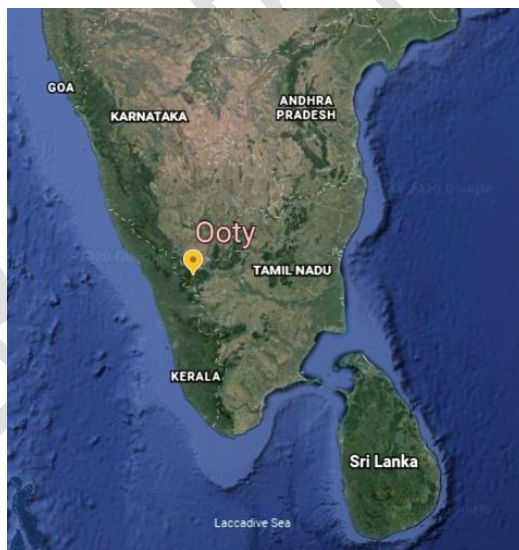 GOA
KARNATAKA
ANDHRA
PRADESH
Ooty
TAMIL NADU
KERALA
Sri Lanka
Laccadive Sea